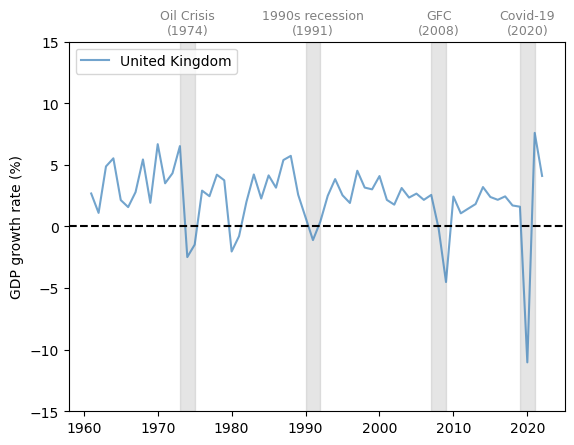 Oil Crisis
(1974)
1990s recession
(1991)
GFC
(2008)
Covid-19
(2020)
United Kingdom
GDP growth rate (%)
15
10
5
0
−5
−10
−15
1960 1970 1980 1990 2000 2010 2020